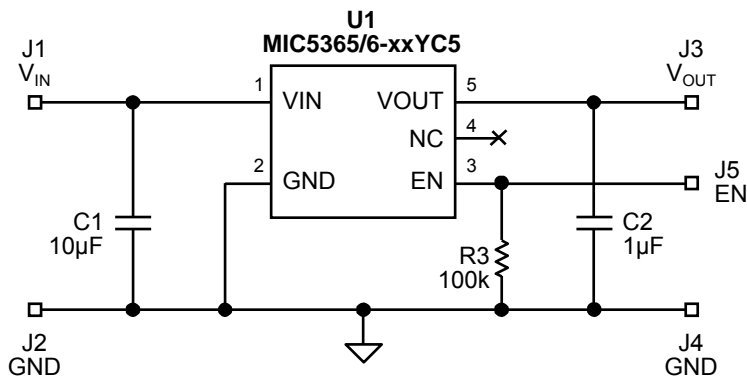 U1
MIC5365/6-xxYC5
J1
VIN
J3
VOUT
1
VIN
VOUT
5
NC
4
2
GND
EN
3
J5
EN
C1
10µF
R3
100k
C2
1µF
J2
GND
J4
GND